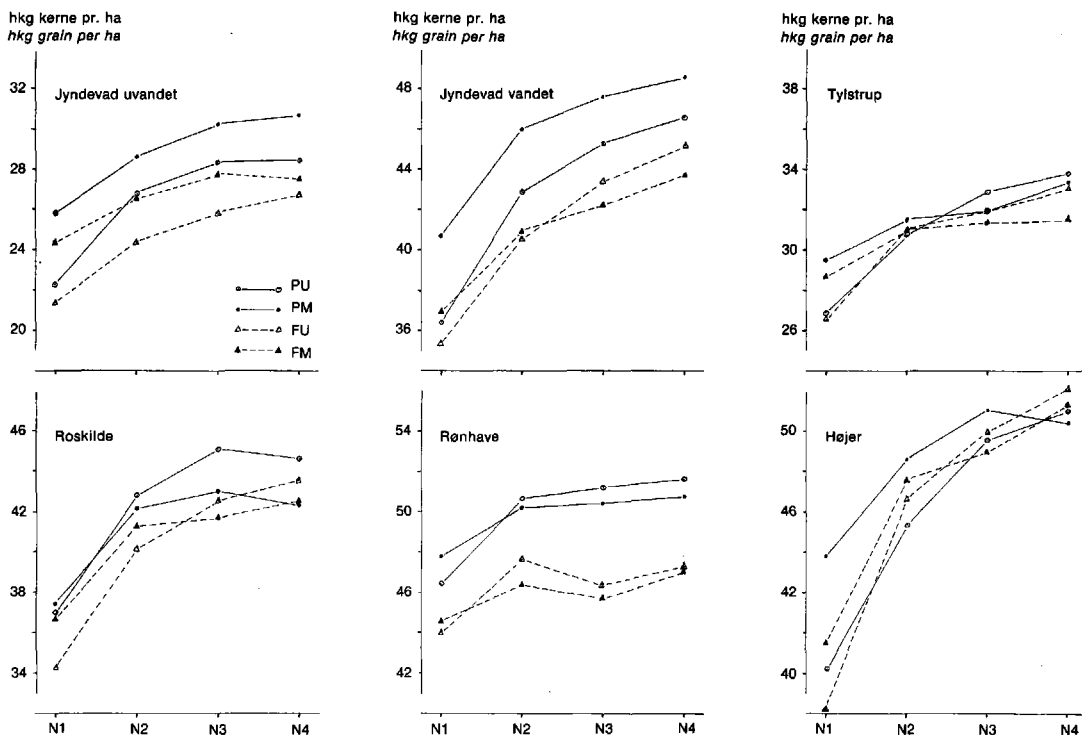 hkg kerne pr. ha
hkg grain per ha
32
28
24
20
Jyndevad uvandet
PU
PM
FU
FM
hkg kerne pr. ha
hkg grain per ha
48
44
40
36
Jyndevad vandet
hkg kerne pr. ha
hkg grain per ha
38
34
30
26
Tylstrup
46
42
38
34
Roskilde
N1 N2 N3 N4
54
50
46
42
Rønhave
N1 N2 N3 N4
50
46
42
40
Højer
N1 N2 N3 N4